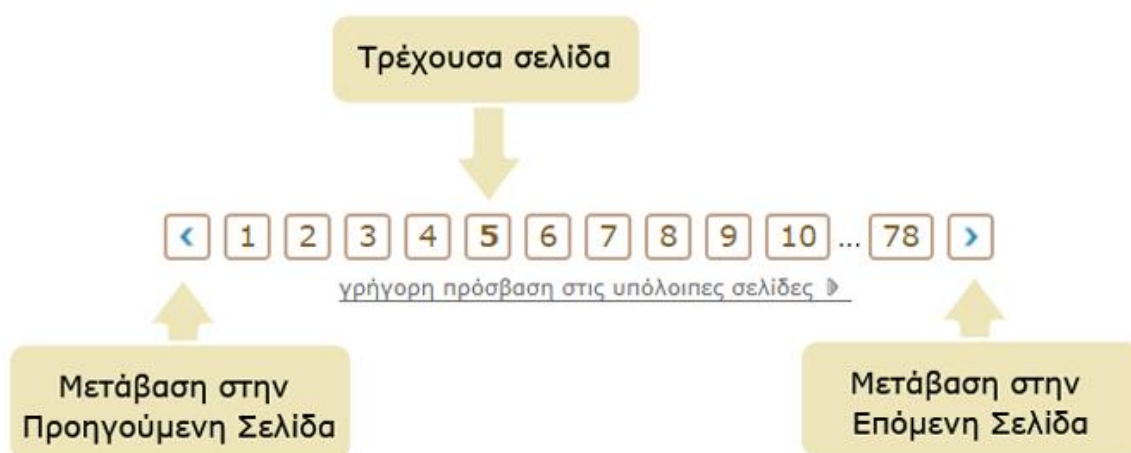 Τρέχουσα σελίδα
‹ 1 2 3 4 5 6 7 8 9 10 ... 78 ›
γρήγορη πρόσβαση στις υπόλοιπες σελίδες
Μετάβαση στην
Προηγούμενη Σελίδα
Μετάβαση στην
Επόμενη Σελίδα